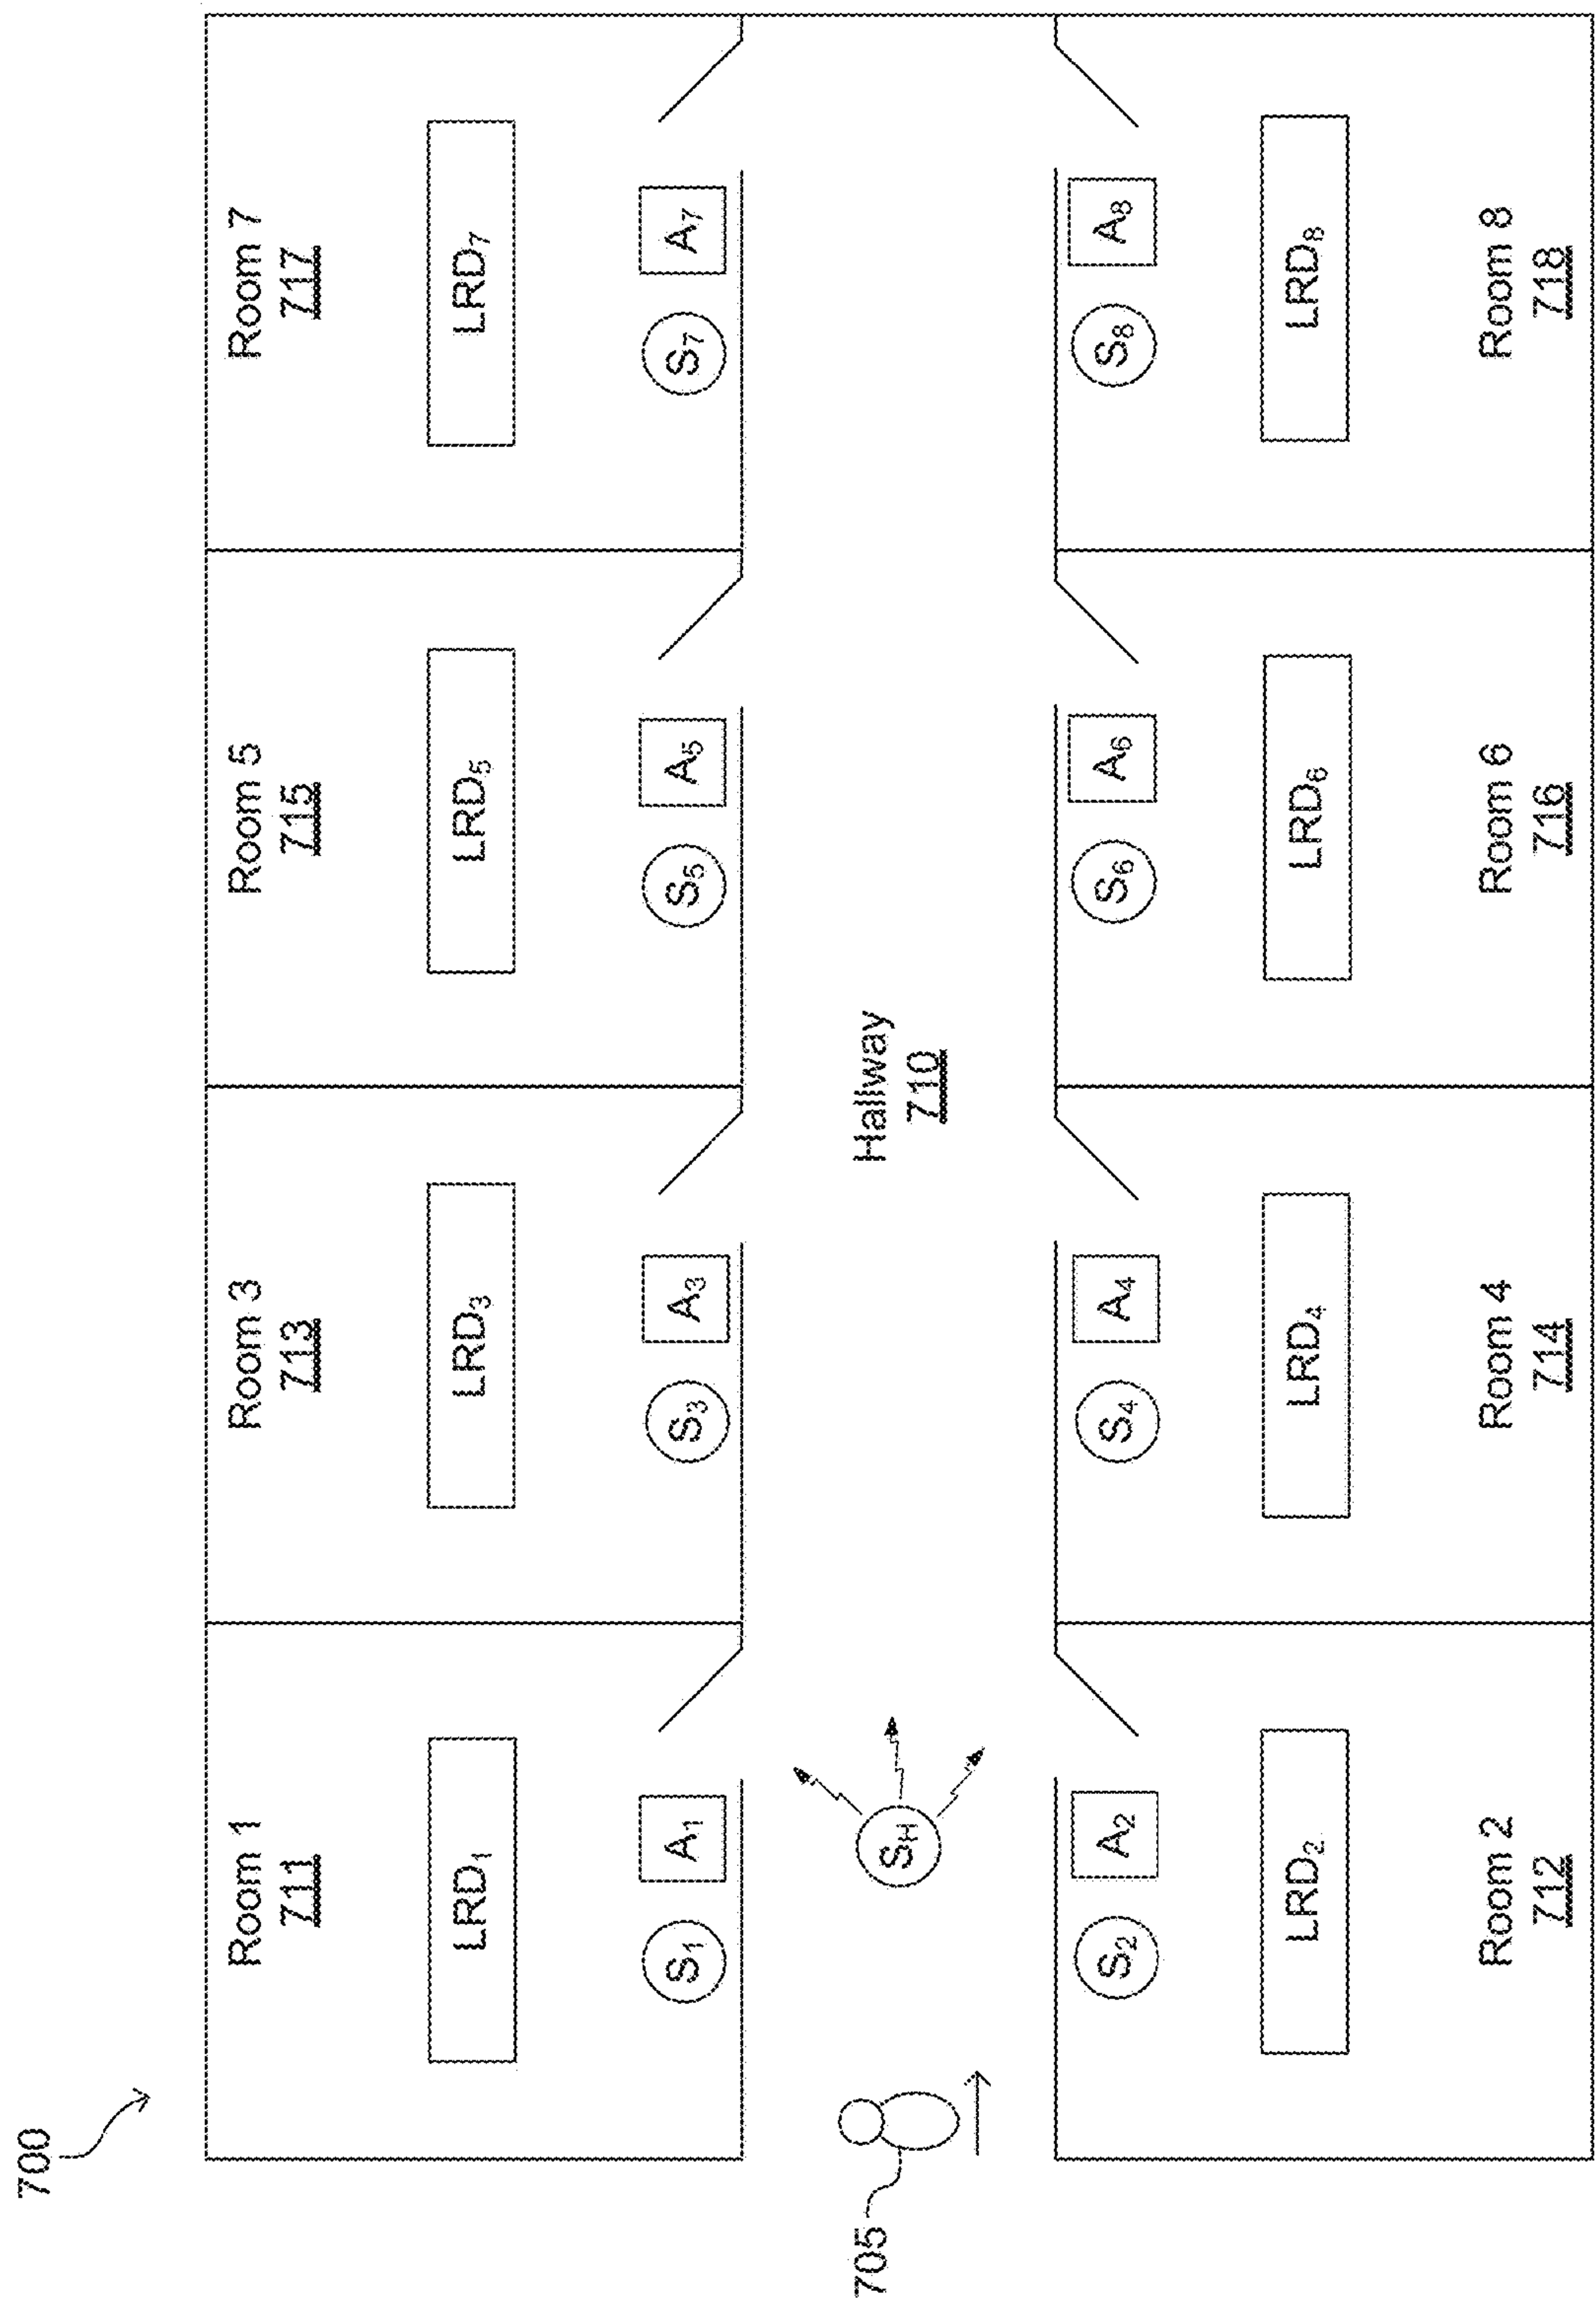 700
Room 1
711
Room 3
713
Room 5
715
Room 7
717
LRD₁
LRD₃
LRD₅
LRD₇
S₁
A₁
S₃
A₃
S₅
A₅
S₇
A₇
705
S_H
Hallway
710
S₂
A₂
S₄
A₄
S₆
A₆
S₈
A₈
LRD₂
LRD₄
LRD₆
LRD₈
Room 2
712
Room 4
714
Room 6
716
Room 8
718